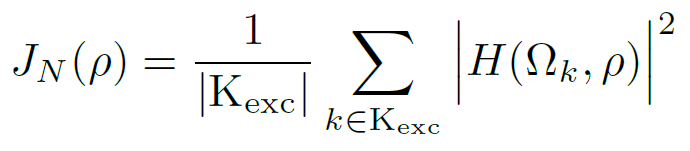 J_N(ρ) = \frac{1}{|K_{exc}|} \sum_{k∈K_{exc}} |H(Ω_k, ρ)|^2